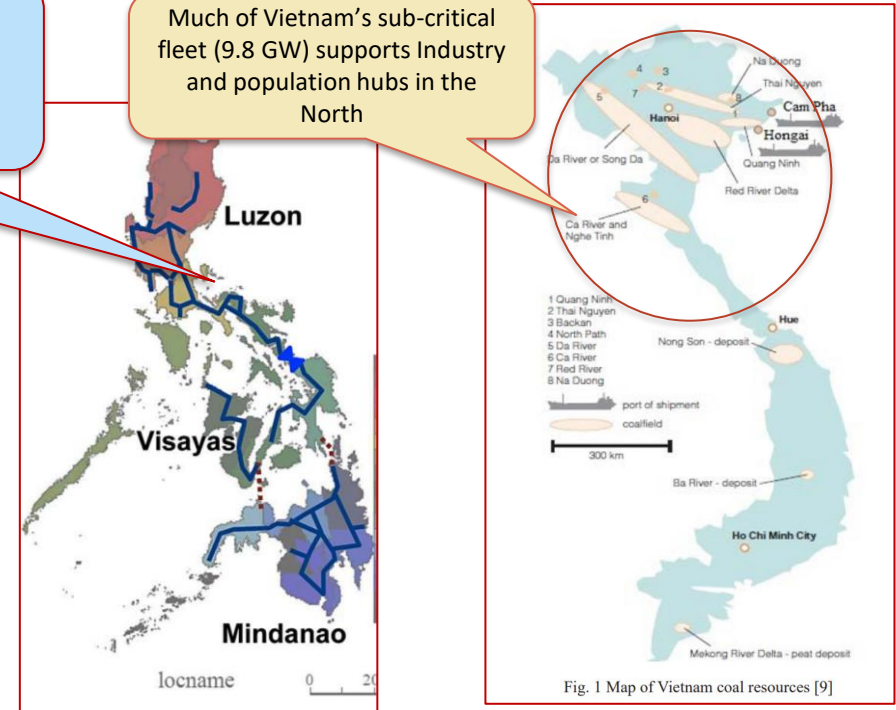 Much of Vietnam's sub-critical
fleet (9.8 GW) supports Industry
and population hubs in the
North
Luzon
Visayas
Mindanao
locname
0
20
4
3
Na Duong
7
2
Thai Nguyen
5
8
Cam Pha
Hanoi
1
Hongai
Da River or Song Da
Quang Ninh
Red River Delta
6
Ca River and
Nghe Tinh
1 Quang Ninh
2 Thai Nguyen
3 Backan
4 North Path
5 Da River
6 Ca River
7 Red River
8 Na Duong
Hue
Nong Son - deposit
port of shipment
coalfield
300 km
Ba River - deposit
Ho Chi Minh City
Mekong River Delta - peat deposit
Fig. 1 Map of Vietnam coal resources [9]